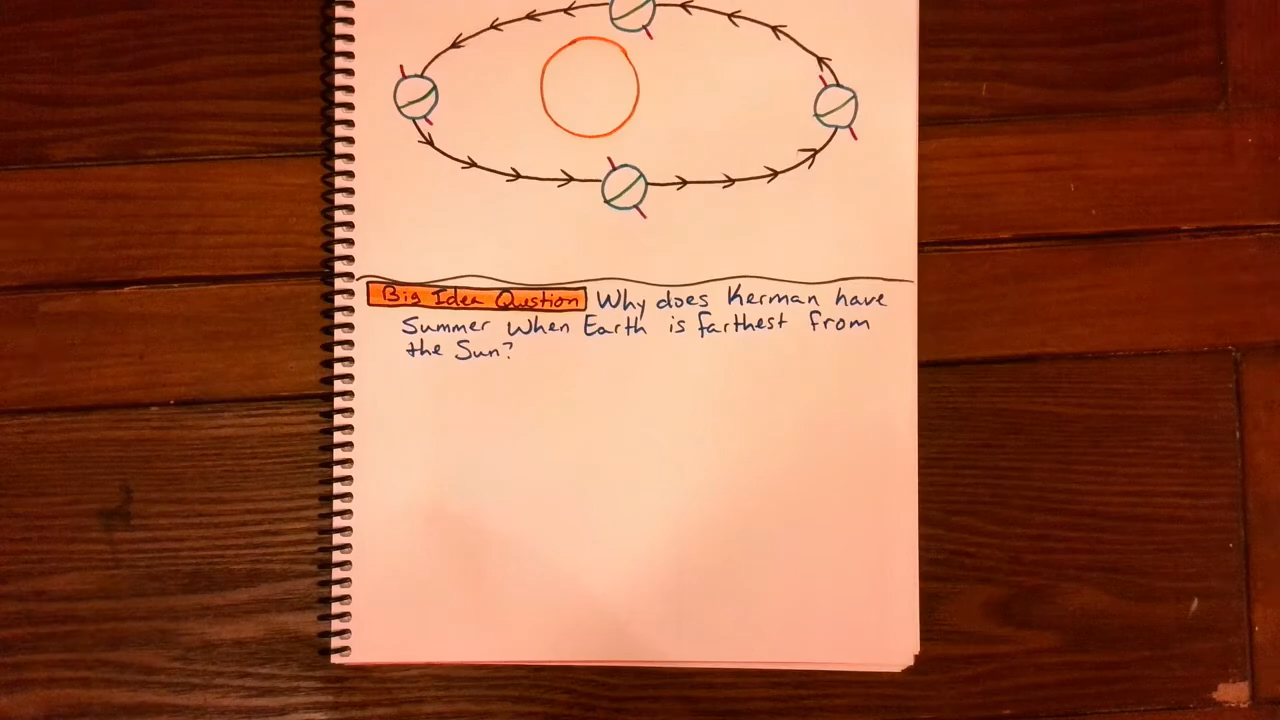 Big Idea Question Why does Kerman have
Summer when Earth is farthest from
the Sun?